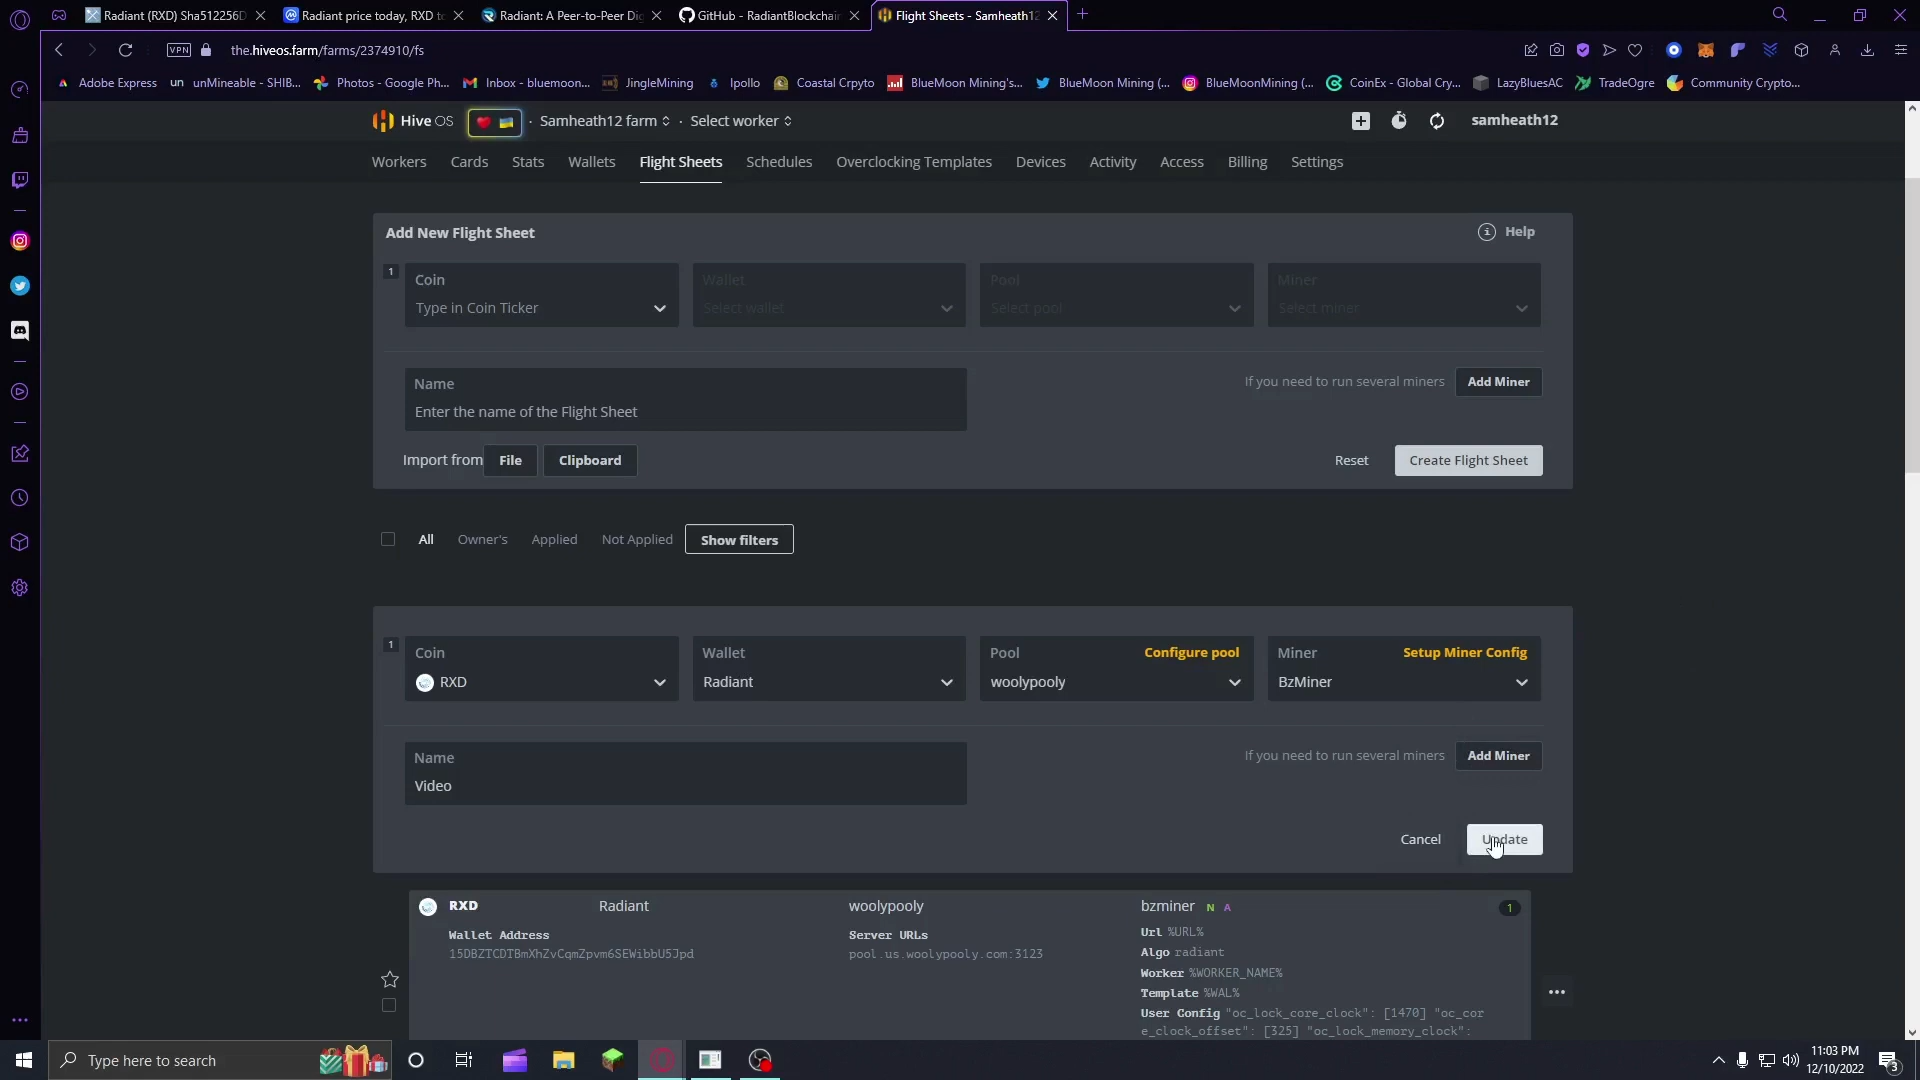 Radiant (RXD) Sha512256D
Radiant price today, RXD to
Radiant: A Peer-to-Peer Dig
GitHub - RadiantBlockchain
Flight Sheets - Samheath12
VPN
the.hiveos.farm/farms/2374910/fs
Adobe Express
un unMineable - SHIB...
Photos - Google Ph...
Inbox - bluemoon...
JingleMining
Ipollo
Coastal Crpyto
BlueMoon Mining's...
BlueMoon Mining (...
BlueMoonMining (...
CoinEx - Global Cry...
LazyBluesAC
TradeOgre
Community Crypto...
Hive OS
· Samheath12 farm · Select worker
samheath12
Workers Cards Stats Wallets Flight Sheets Schedules Overclocking Templates Devices Activity Access Billing Settings
Add New Flight Sheet
Help
1
Coin
Type in Coin Ticker
Wallet
Select wallet
Pool
Select pool
Miner
Select miner
Name
Enter the name of the Flight Sheet
If you need to run several miners
Add Miner
Import from File Clipboard
Reset
Create Flight Sheet
All Owner's Applied Not Applied Show filters
1
Coin
RXD
Wallet
Radiant
Pool Configure pool
woolypooly
Miner Setup Miner Config
BzMiner
Name
Video
If you need to run several miners
Add Miner
Cancel
Update
RXD
Radiant
woolypooly
bzminer N A
1
Wallet Address
15DBZTCDTBmXhZvCqmZpvm6SEWibbU5Jpd
Server URLs
pool.us.woolypooly.com:3123
Url %URL%
Algo radiant
Worker %WORKER_NAME%
Template %WAL%
User Config "oc_lock_core_clock": [1470] "oc_cor
e_clock_offset": [325] "oc_lock_memory_clock":
Type here to search
11:03 PM
12/10/2022
3